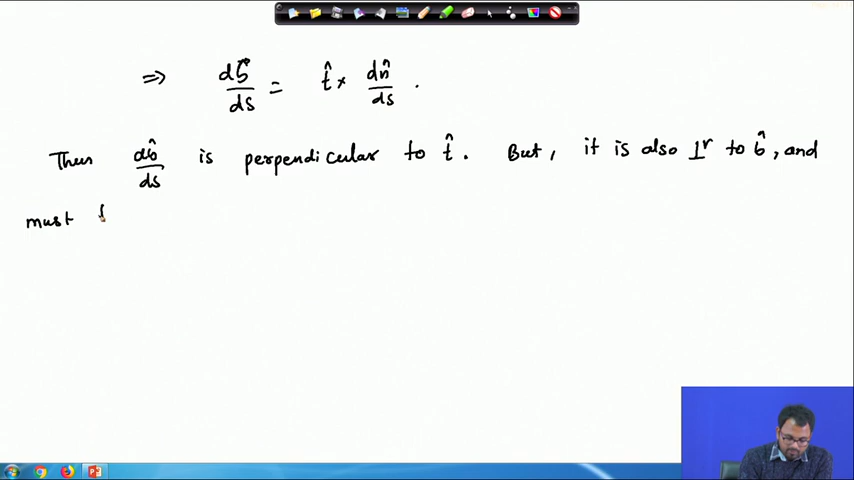 ⇒ db̂/ds = t̂ × dn̂/ds .
Thus db̂/ds is perpendicular to t̂. But, it is also ⊥r to b̂, and
must